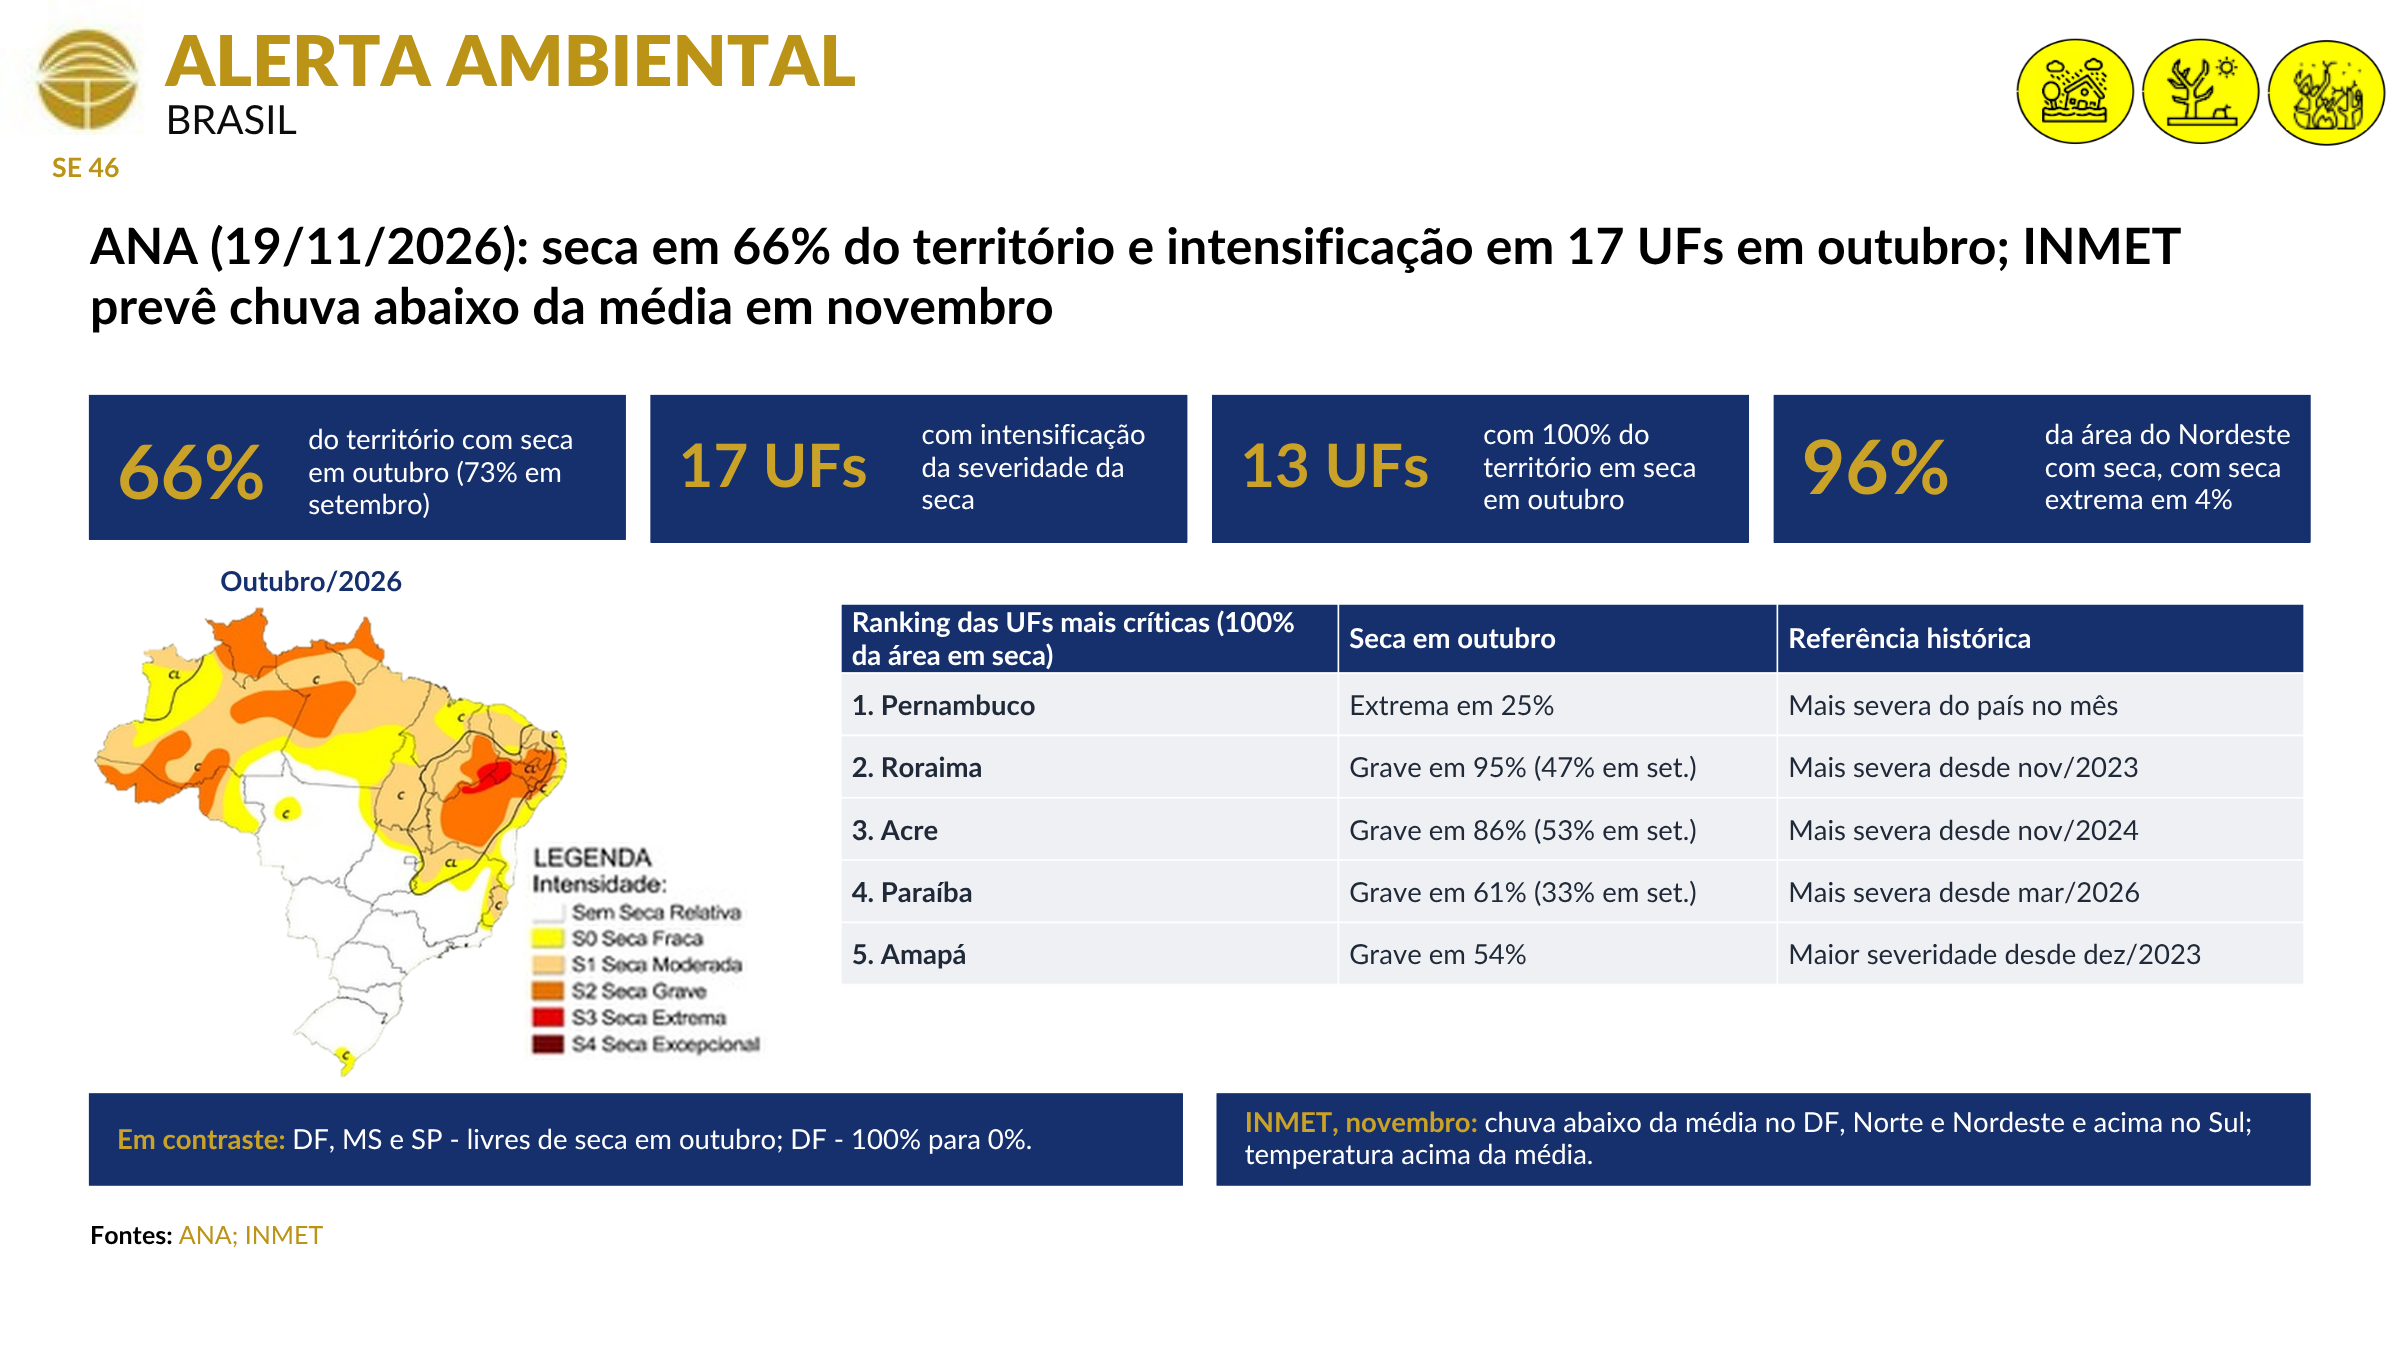 ALERTA AMBIENTAL
BRASIL
SE 46
ANA (19/11/2026): seca em 66% do território e intensificação em 17 UFs em outubro; INMET
prevê chuva abaixo da média em novembro
66%
do território com seca
em outubro (73% em
setembro)
17 UFs
com intensificação
da severidade da
seca
13 UFs
com 100% do
território em seca
em outubro
96%
da área do Nordeste
com seca, com seca
extrema em 4%
Outubro/2026
CL
C
C
C
C
CL
C
C
C
CL
C
C
LEGENDA
Intensidade:
Sem Seca Relativa
S0 Seca Fraca
S1 Seca Moderada
S2 Seca Grave
S3 Seca Extrema
S4 Seca Excepcional
Ranking das UFs mais críticas (100%
da área em seca)
Seca em outubro
Referência histórica
1. Pernambuco
Extrema em 25%
Mais severa do país no mês
2. Roraima
Grave em 95% (47% em set.)
Mais severa desde nov/2023
3. Acre
Grave em 86% (53% em set.)
Mais severa desde nov/2024
4. Paraíba
Grave em 61% (33% em set.)
Mais severa desde mar/2026
5. Amapá
Grave em 54%
Maior severidade desde dez/2023
Em contraste: DF, MS e SP - livres de seca em outubro; DF - 100% para 0%.
INMET, novembro: chuva abaixo da média no DF, Norte e Nordeste e acima no Sul;
temperatura acima da média.
Fontes: ANA; INMET